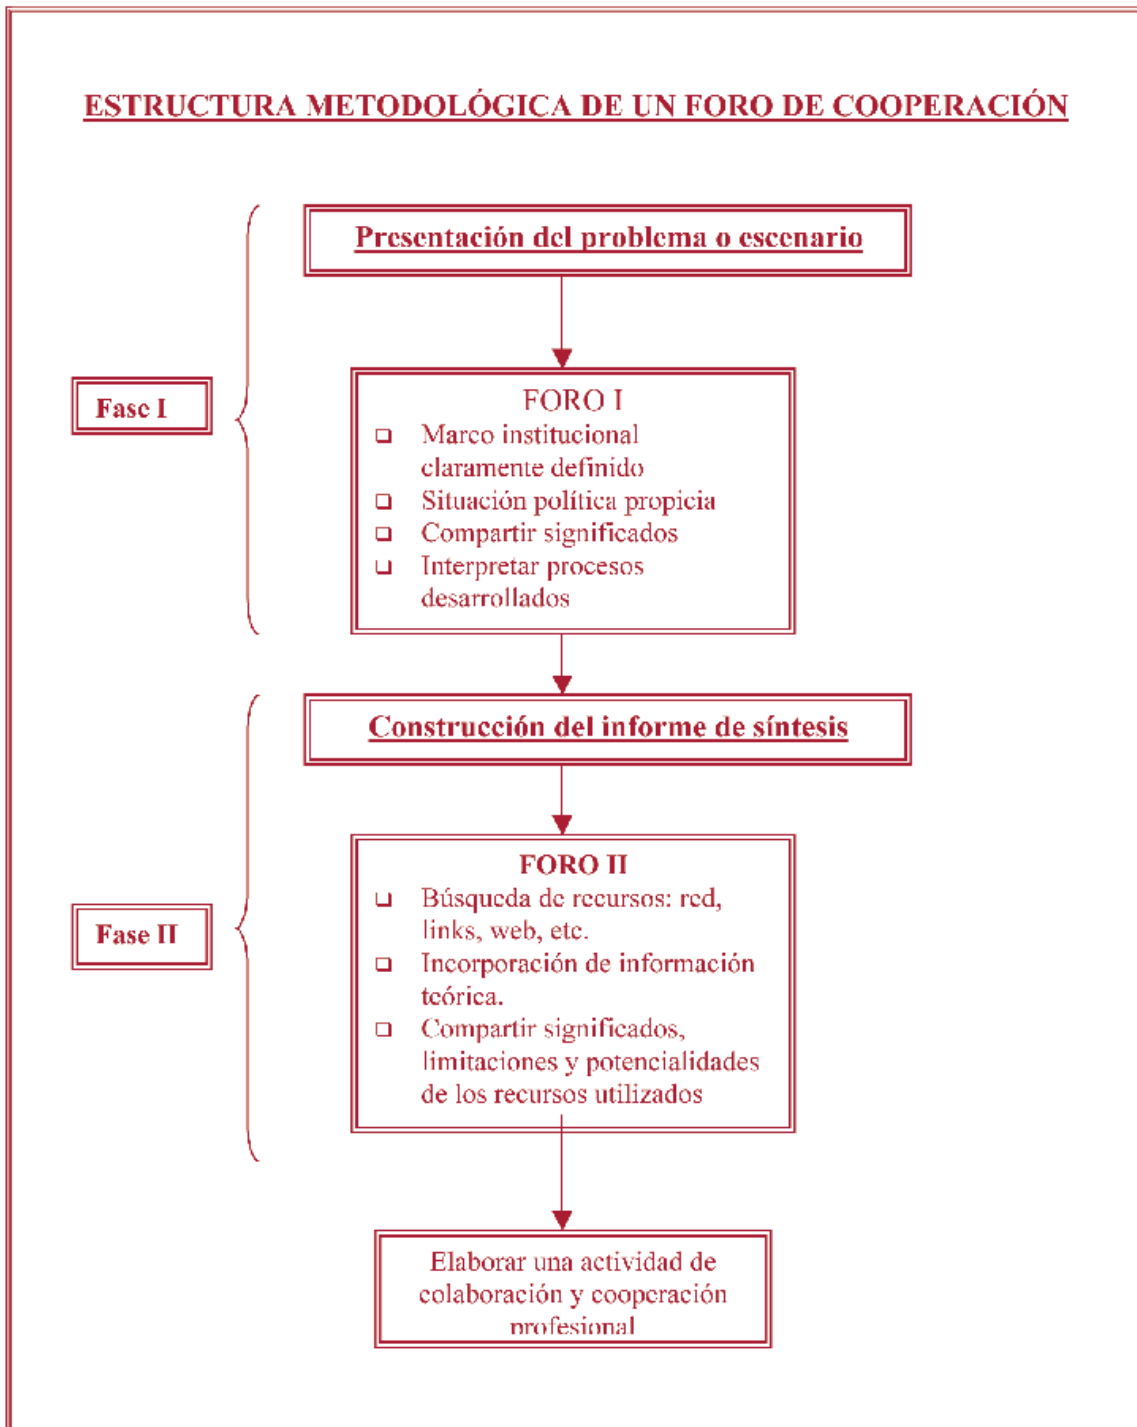 ESTRUCTURA METODOLÓGICA DE UN FORO DE COOPERACIÓN
Presentación del problema o escenario
Fase I
FORO I
❑ Marco institucional
claramente definido
❑ Situación política propicia
❑ Compartir significados
❑ Interpretar procesos
desarrollados
Construcción del informe de síntesis
Fase II
FORO II
❑ Búsqueda de recursos: red,
links, web, etc.
❑ Incorporación de información
teórica.
❑ Compartir significados,
limitaciones y potencialidades
de los recursos utilizados
Elaborar una actividad de
colaboración y cooperación
profesional